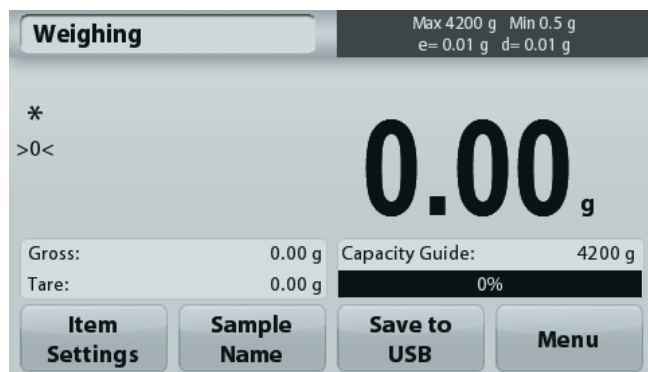 Weighing
Max 4200 g Min 0.5 g
e= 0.01 g d= 0.01 g
*
>0<
0.00 g
Gross: 0.00 g
Tare: 0.00 g
Capacity Guide: 4200 g
0%
Item
Settings
Sample
Name
Save to
USB
Menu